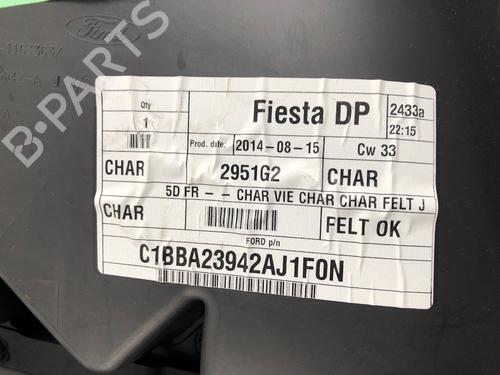 Ford
Qty
1
Fiesta DP
2433a
22:15
Prod. date:
2014-08-15
Cw 33
CHAR
2951G2
CHAR
5D FR - - CHAR VIE CHAR CHAR FELT J
CHAR
FELT OK
FORD p/n
C1BBA23942AJ1F0N
B-PARTS